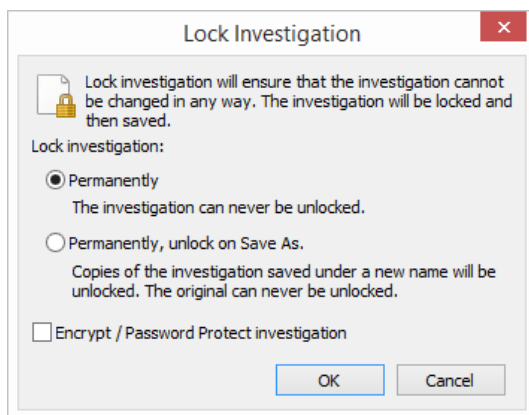 Lock Investigation
Lock investigation will ensure that the investigation cannot
be changed in any way. The investigation will be locked and
then saved.
Lock investigation:
Permanently
The investigation can never be unlocked.
Permanently, unlock on Save As.
Copies of the investigation saved under a new name will be
unlocked. The original can never be unlocked.
Encrypt / Password Protect investigation
OK
Cancel